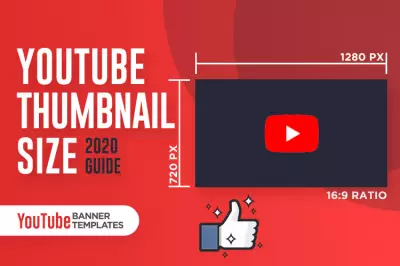 YOUTUBE
THUMBNAIL
SIZE 2020
GUIDE
YouTube BANNER
TEMPLATES
1280 PX
720 PX
16:9 RATIO